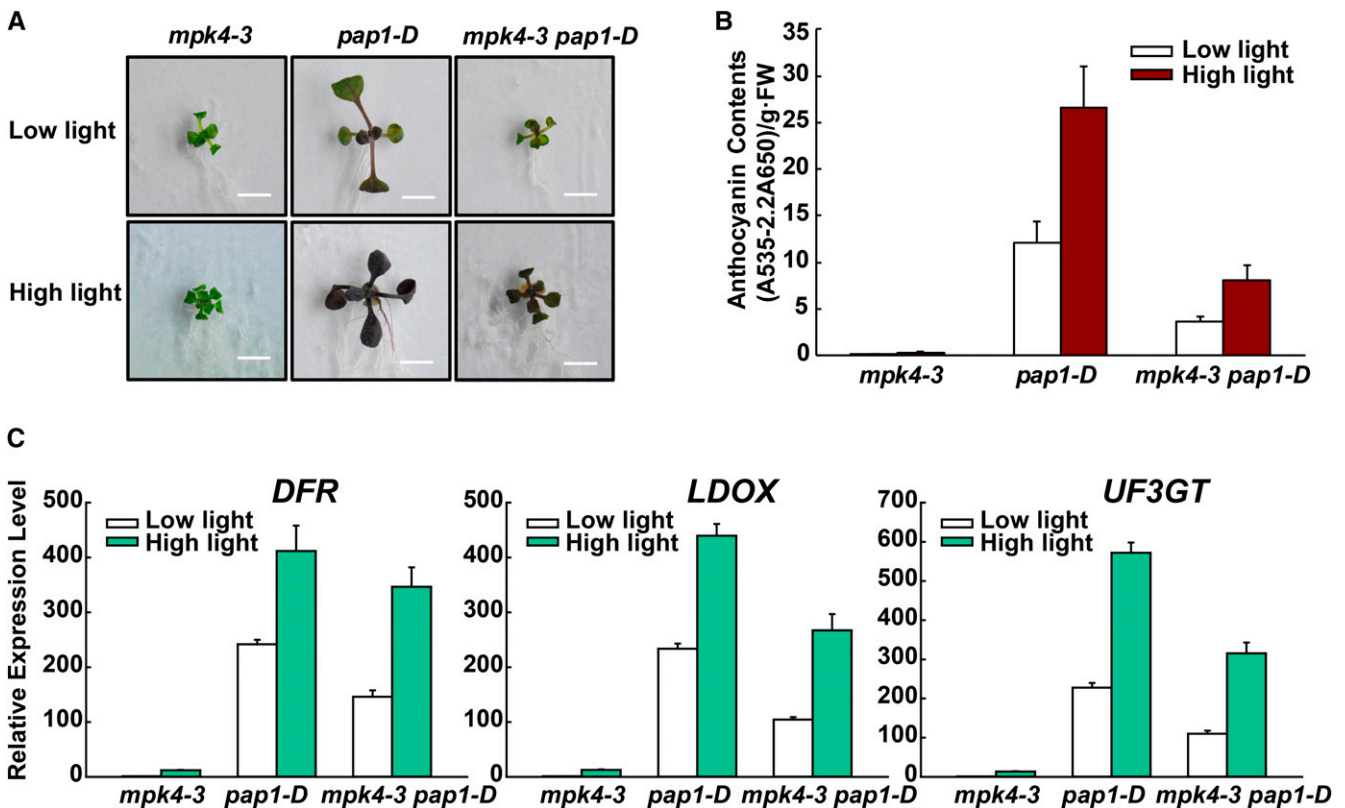 A
mpk4-3 pap1-D mpk4-3 pap1-D
Low light
High light
B
Anthocyanin Contents
(A535-2.2A650)/g·FW
35
30
25
20
15
10
5
0
Low light
High light
mpk4-3 pap1-D mpk4-3 pap1-D
C
Relative Expression Level
DFR
500
400
300
200
100
0
Low light
High light
mpk4-3 pap1-D mpk4-3 pap1-D
LDOX
500
400
300
200
100
0
Low light
High light
mpk4-3 pap1-D mpk4-3 pap1-D
UF3GT
700
600
500
400
300
200
100
0
Low light
High light
mpk4-3 pap1-D mpk4-3 pap1-D